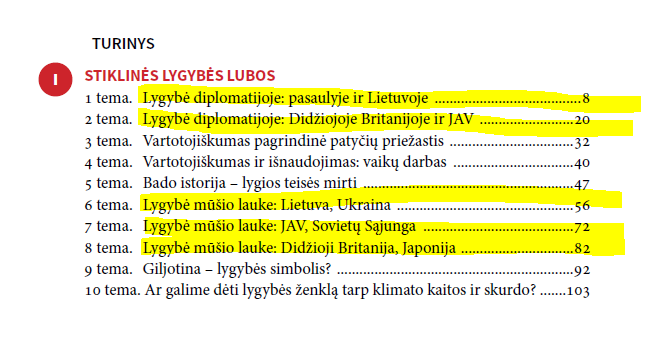 TURINYS
I STIKLINĖS LYGYBĖS LUBOS
1 tema. Lygybė diplomatijoje: pasaulyje ir Lietuvoje ...................................8
2 tema. Lygybė diplomatijoje: Didžiojoje Britanijoje ir JAV .......................20
3 tema. Vartotojiškumas pagrindinė patyčių priežastis ..............................32
4 tema. Vartotojiškumas ir išnaudojimas: vaikų darbas .............................40
5 tema. Bado istorija – lygios teisės mirti ...................................................47
6 tema. Lygybė mūšio lauke: Lietuva, Ukraina ...........................................56
7 tema. Lygybė mūšio lauke: JAV, Sovietų Sąjunga ....................................72
8 tema. Lygybė mūšio lauke: Didžioji Britanija, Japonija ...........................82
9 tema. Giljotina – lygybės simbolis? .........................................................92
10 tema. Ar galime dėti lygybės ženklą tarp klimato kaitos ir skurdo? .......103